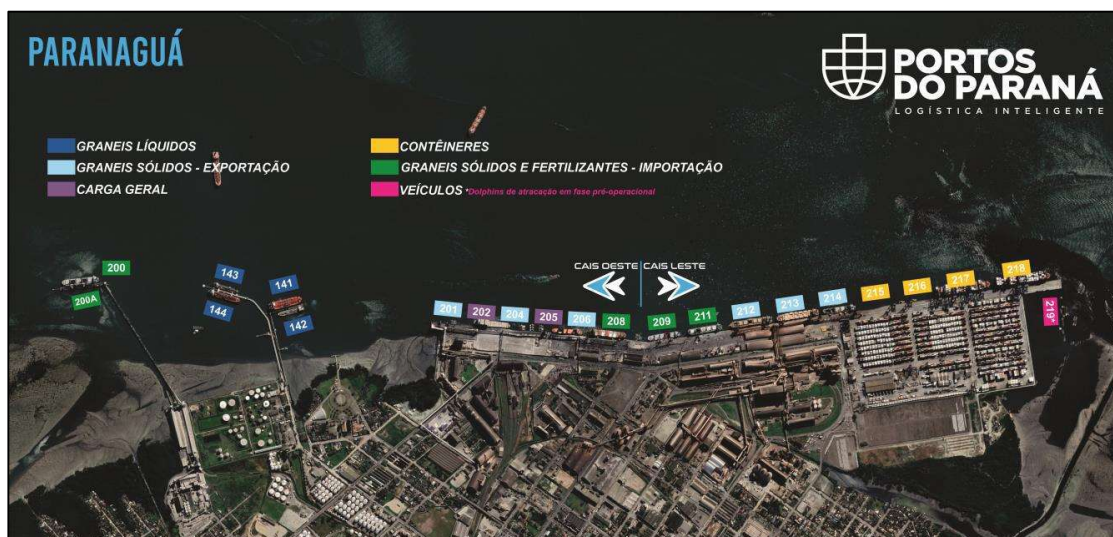 PARANAGUÁ
PORTOS
DO PARANÁ
LOGÍSTICA INTELIGENTE
GRANEIS LÍQUIDOS
GRANEIS SÓLIDOS - EXPORTAÇÃO
CARGA GERAL
CONTÊINERES
GRANEIS SÓLIDOS E FERTILIZANTES - IMPORTAÇÃO
VEÍCULOS *Dolphins de atracação em fase pré-operacional
CAIS OESTE
CAIS LESTE
200
200A
143
144
141
142
201
202
204
205
206
208
209
211
212
213
214
215
216
217
218
219*